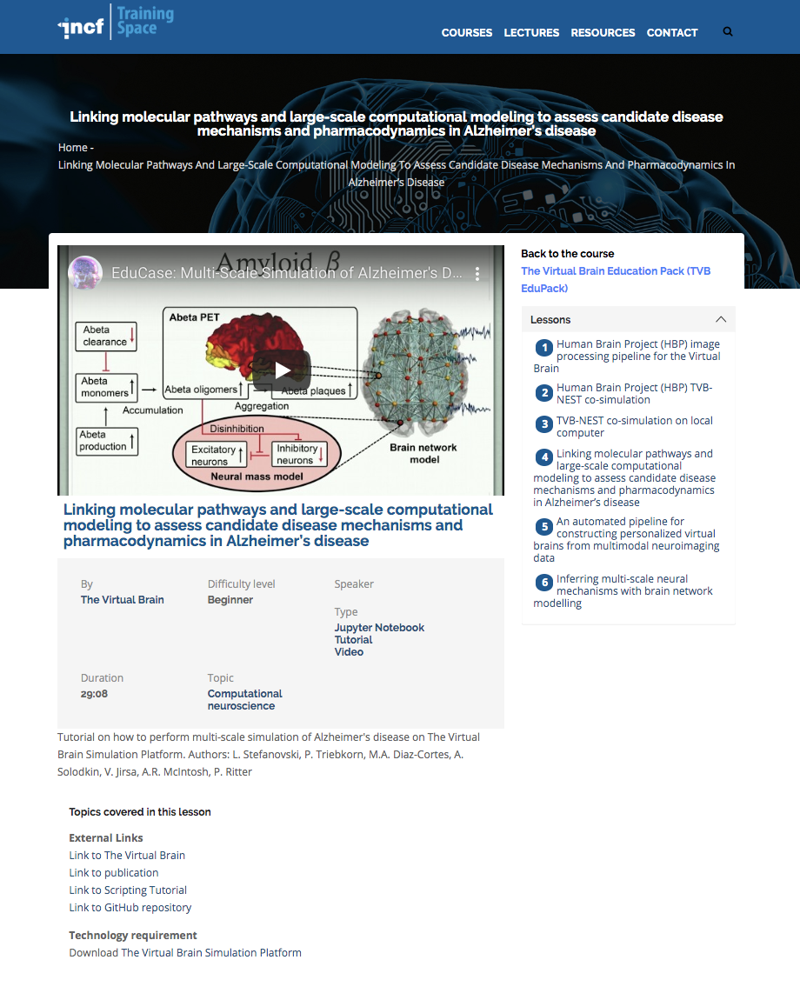 incf
Training
Space
COURSES LECTURES RESOURCES CONTACT
Linking molecular pathways and large-scale computational modeling to assess candidate disease
mechanisms and pharmacodynamics in Alzheimer's disease
Home -
Linking Molecular Pathways And Large-Scale Computational Modeling To Assess Candidate Disease Mechanisms And Pharmacodynamics In
Alzheimer's Disease
Amyloid β
EduCase: Multi-Scale Simulation of Alzheimer's D...
Abeta PET
Abeta
clearance
Abeta
monomers
Abeta oligomers
Abeta plaques
Accumulation
Aggregation
Abeta
production
Disinhibition
Excitatory
neurons
Inhibitory
neurons
Neural mass model
Brain network
model
Linking molecular pathways and large-scale computational
modeling to assess candidate disease mechanisms and
pharmacodynamics in Alzheimer's disease
By
The Virtual Brain
Difficulty level
Beginner
Speaker
Type
Jupyter Notebook
Tutorial
Video
Duration
29:08
Topic
Computational
neuroscience
Tutorial on how to perform multi-scale simulation of Alzheimer's disease on The Virtual
Brain Simulation Platform. Authors: L. Stefanovski, P. Triebkorn, M.A. Diaz-Cortes, A.
Solodkin, V. Jirsa, A.R. McIntosh, P. Ritter
Topics covered in this lesson
External Links
Link to The Virtual Brain
Link to publication
Link to Scripting Tutorial
Link to GitHub repository
Technology requirement
Download The Virtual Brain Simulation Platform
Back to the course
The Virtual Brain Education Pack (TVB
EduPack)
Lessons
1 Human Brain Project (HBP) image
processing pipeline for the Virtual
Brain
2 Human Brain Project (HBP) TVB-
NEST co-simulation
3 TVB-NEST co-simulation on local
computer
4 Linking molecular pathways and
large-scale computational
modeling to assess candidate disease
mechanisms and pharmacodynamics
in Alzheimer's disease
5 An automated pipeline for
constructing personalized virtual
brains from multimodal neuroimaging
data
6 Inferring multi-scale neural
mechanisms with brain network
modelling